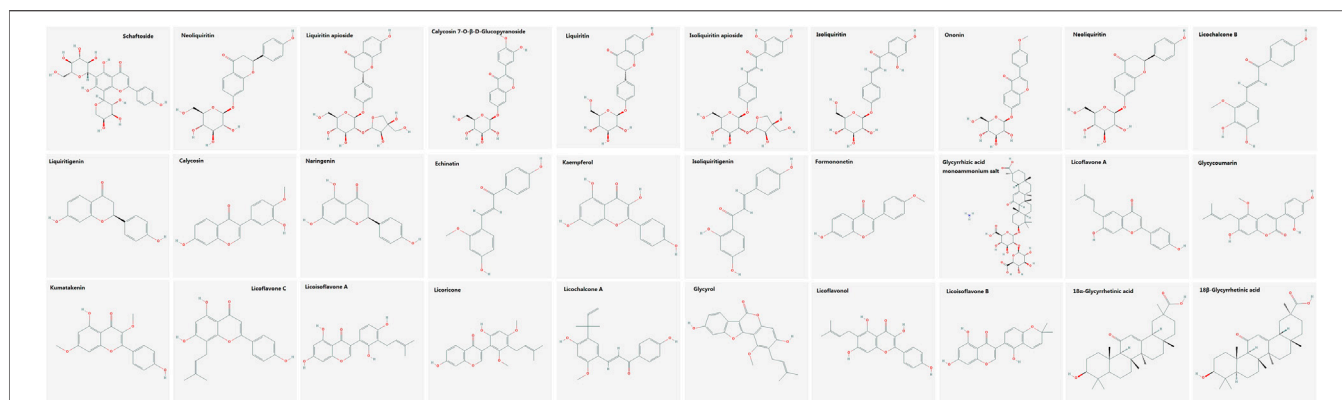 Schaftoside
Neoliquiritin
Liquiritin apioside
Calycosin 7-O-β-D-Glucopyranoside
Liquiritin
Isoliquiritin apioside
Isoliquiritin
Ononin
Neoliquiritin
Licochalcone B
Liquiritigenin
Calycosin
Naringenin
Echinatin
Kaempferol
Isoliquiritigenin
Formononetin
Glycyrrhizic acid
monoammonium salt
Licoflavone A
Glycycoumarin
Kumatakenin
Licoflavone C
Licoisoflavone A
Licoricone
Licochalcone A
Glycyrol
Licoflavonol
Licoisoflavone B
18α-Glycyrrhetinic acid
18β-Glycyrrhetinic acid